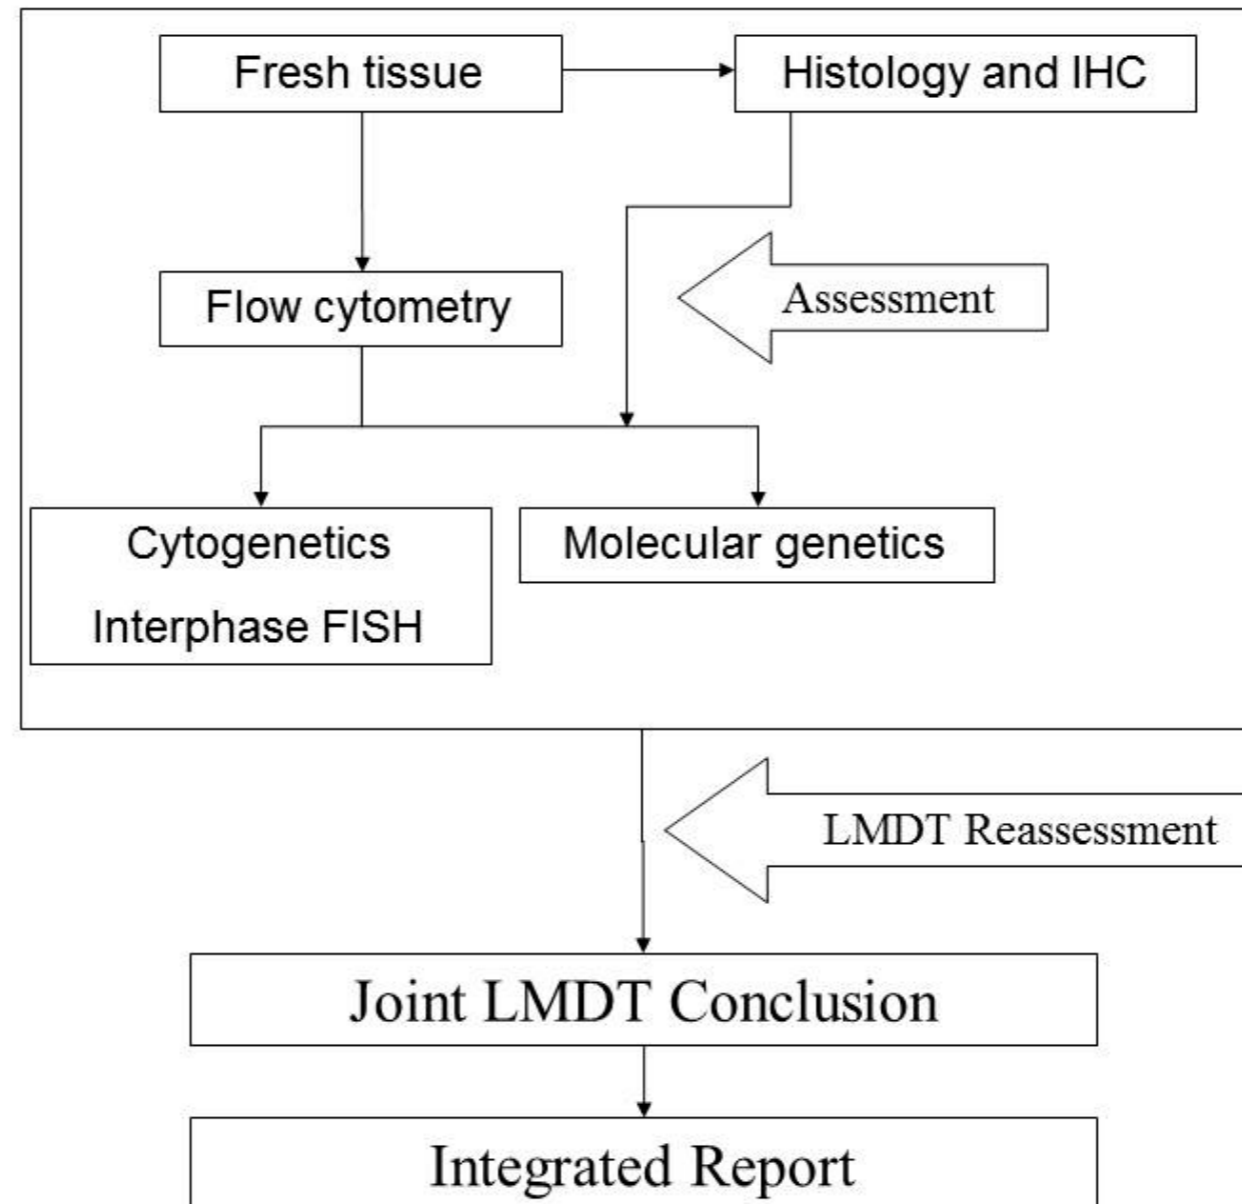 Fresh tissue
Histology and IHC
Flow cytometry
Assessment
Cytogenetics
Interphase FISH
Molecular genetics
LMDT Reassessment
Joint LMDT Conclusion
Integrated Report